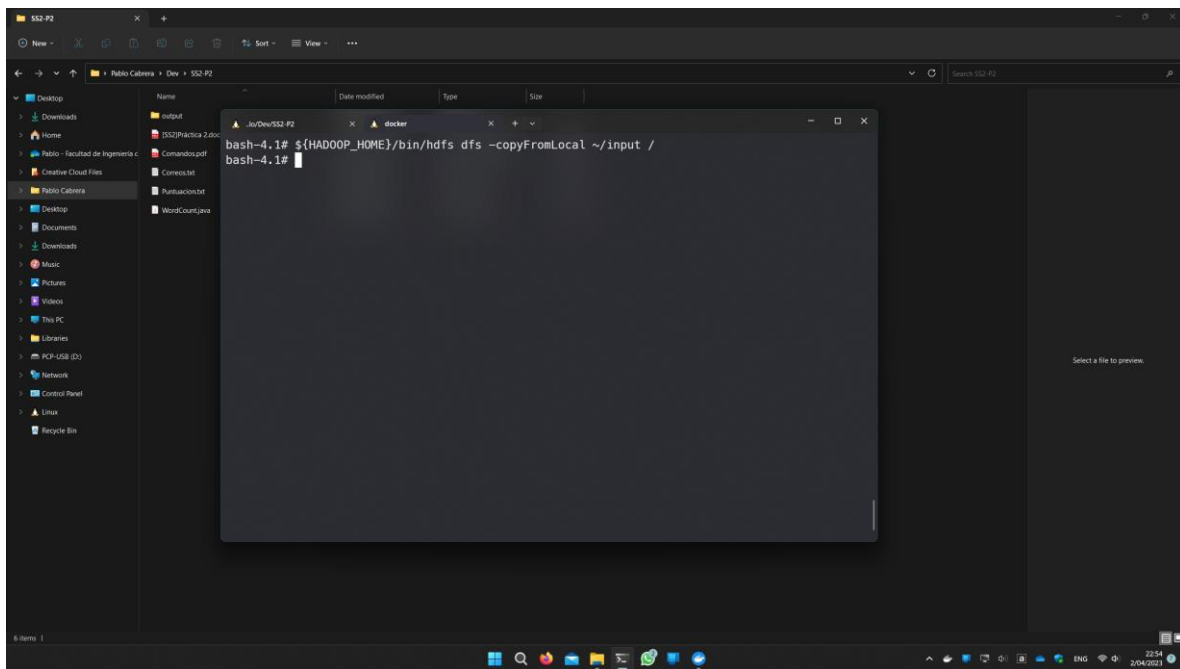 SS2-P2
New
Sort
View
Pablo Cabrera
Dev
SS2-P2
Search SS2-P2
Desktop
Downloads
Home
Pablo - Facultad de Ingeniería c
Creative Cloud Files
Pablo Cabrera
Desktop
Documents
Downloads
Music
Pictures
Videos
This PC
Libraries
PCP-USB (D:)
Network
Control Panel
Linux
Recycle Bin
Name
Date modified
Type
Size
output
[SS2]Práctica 2.doc
Comandos.pdf
Correos.txt
Puntuacion.txt
WordCount.java
..io/Dev/SS2-P2
docker
bash-4.1# ${HADOOP_HOME}/bin/hdfs dfs -copyFromLocal ~/input /
bash-4.1#
Select a file to preview.
6 items
ENG
22:54
2/04/2023